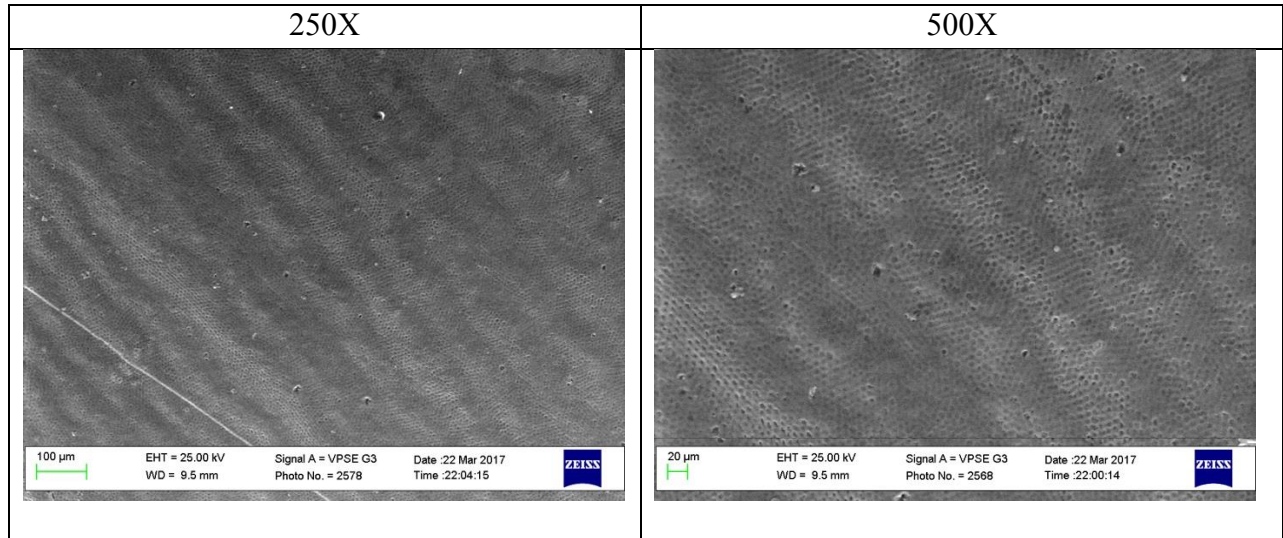 250X
500X
100 µm
EHT = 25.00 kV
WD = 9.5 mm
Signal A = VPSE G3
Photo No. = 2578
Date :22 Mar 2017
Time :22:04:15
ZEISS
20 µm
EHT = 25.00 kV
WD = 9.5 mm
Signal A = VPSE G3
Photo No. = 2568
Date :22 Mar 2017
Time :22:00:14
ZEISS